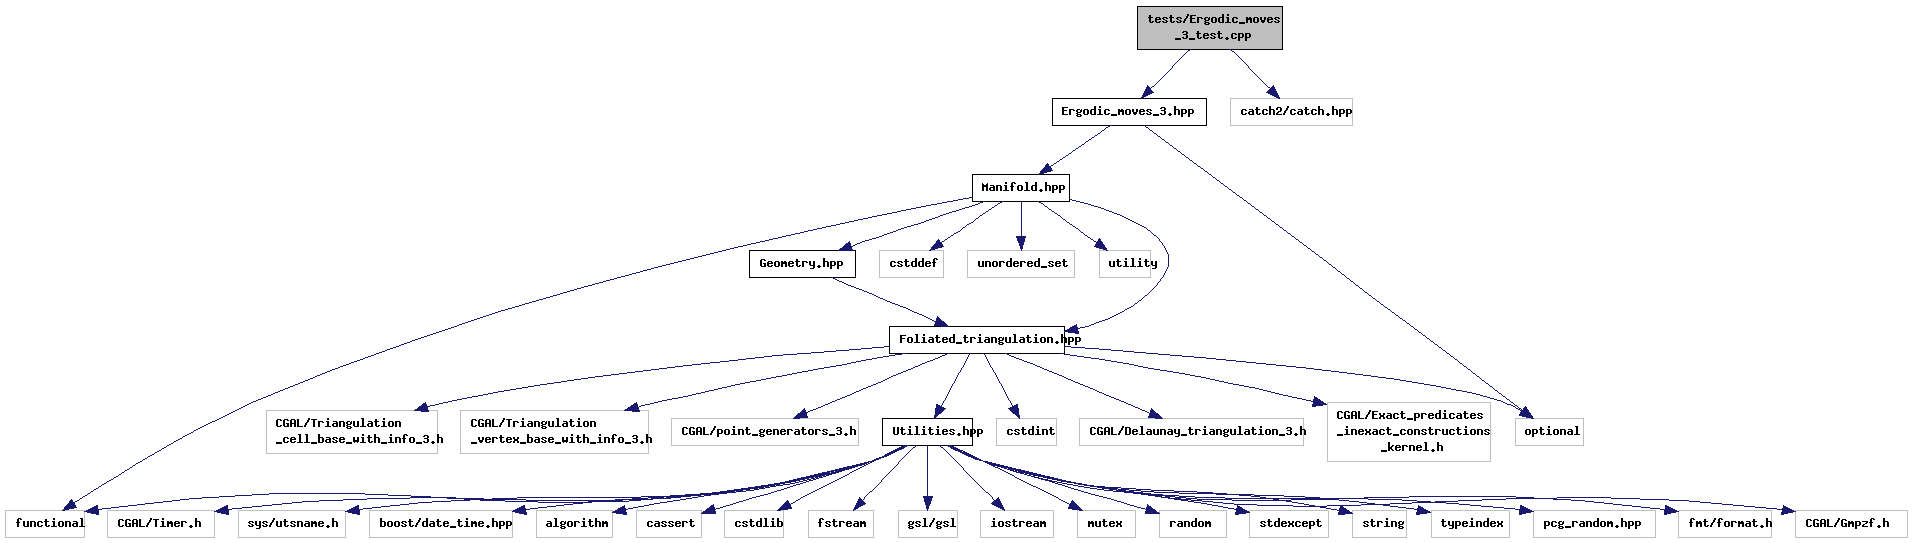 tests/Ergodic_moves
_3_test.cpp
Ergodic_moves_3.hpp
catch2/catch.hpp
Manifold.hpp
Geometry.hpp
cstddef
unordered_set
utility
Foliated_triangulation.hpp
CGAL/Triangulation
_cell_base_with_info_3.h
CGAL/Triangulation
_vertex_base_with_info_3.h
CGAL/point_generators_3.h
Utilities.hpp
cstdint
CGAL/Delaunay_triangulation_3.h
CGAL/Exact_predicates
_inexact_constructions
_kernel.h
optional
functional
CGAL/Timer.h
sys/utsname.h
boost/date_time.hpp
algorithm
cassert
cstdlib
fstream
gsl/gsl
iostream
mutex
random
stdexcept
string
typeindex
pcg_random.hpp
fmt/format.h
CGAL/Gmpzf.h